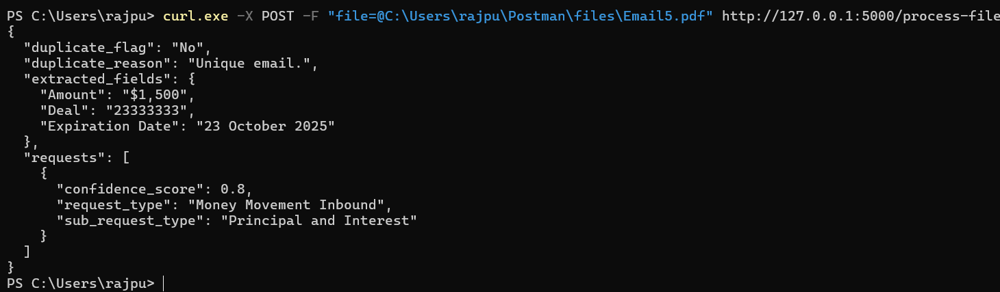 PS C:\Users\rajpu> curl.exe -X POST -F "file=@C:\Users\rajpu\Postman\files\Email5.pdf" http://127.0.0.1:5000/process-file
{
  "duplicate_flag": "No",
  "duplicate_reason": "Unique email.",
  "extracted_fields": {
    "Amount": "$1,500",
    "Deal": "23333333",
    "Expiration Date": "23 October 2025"
  },
  "requests": [
    {
      "confidence_score": 0.8,
      "request_type": "Money Movement Inbound",
      "sub_request_type": "Principal and Interest"
    }
  ]
}
PS C:\Users\rajpu>